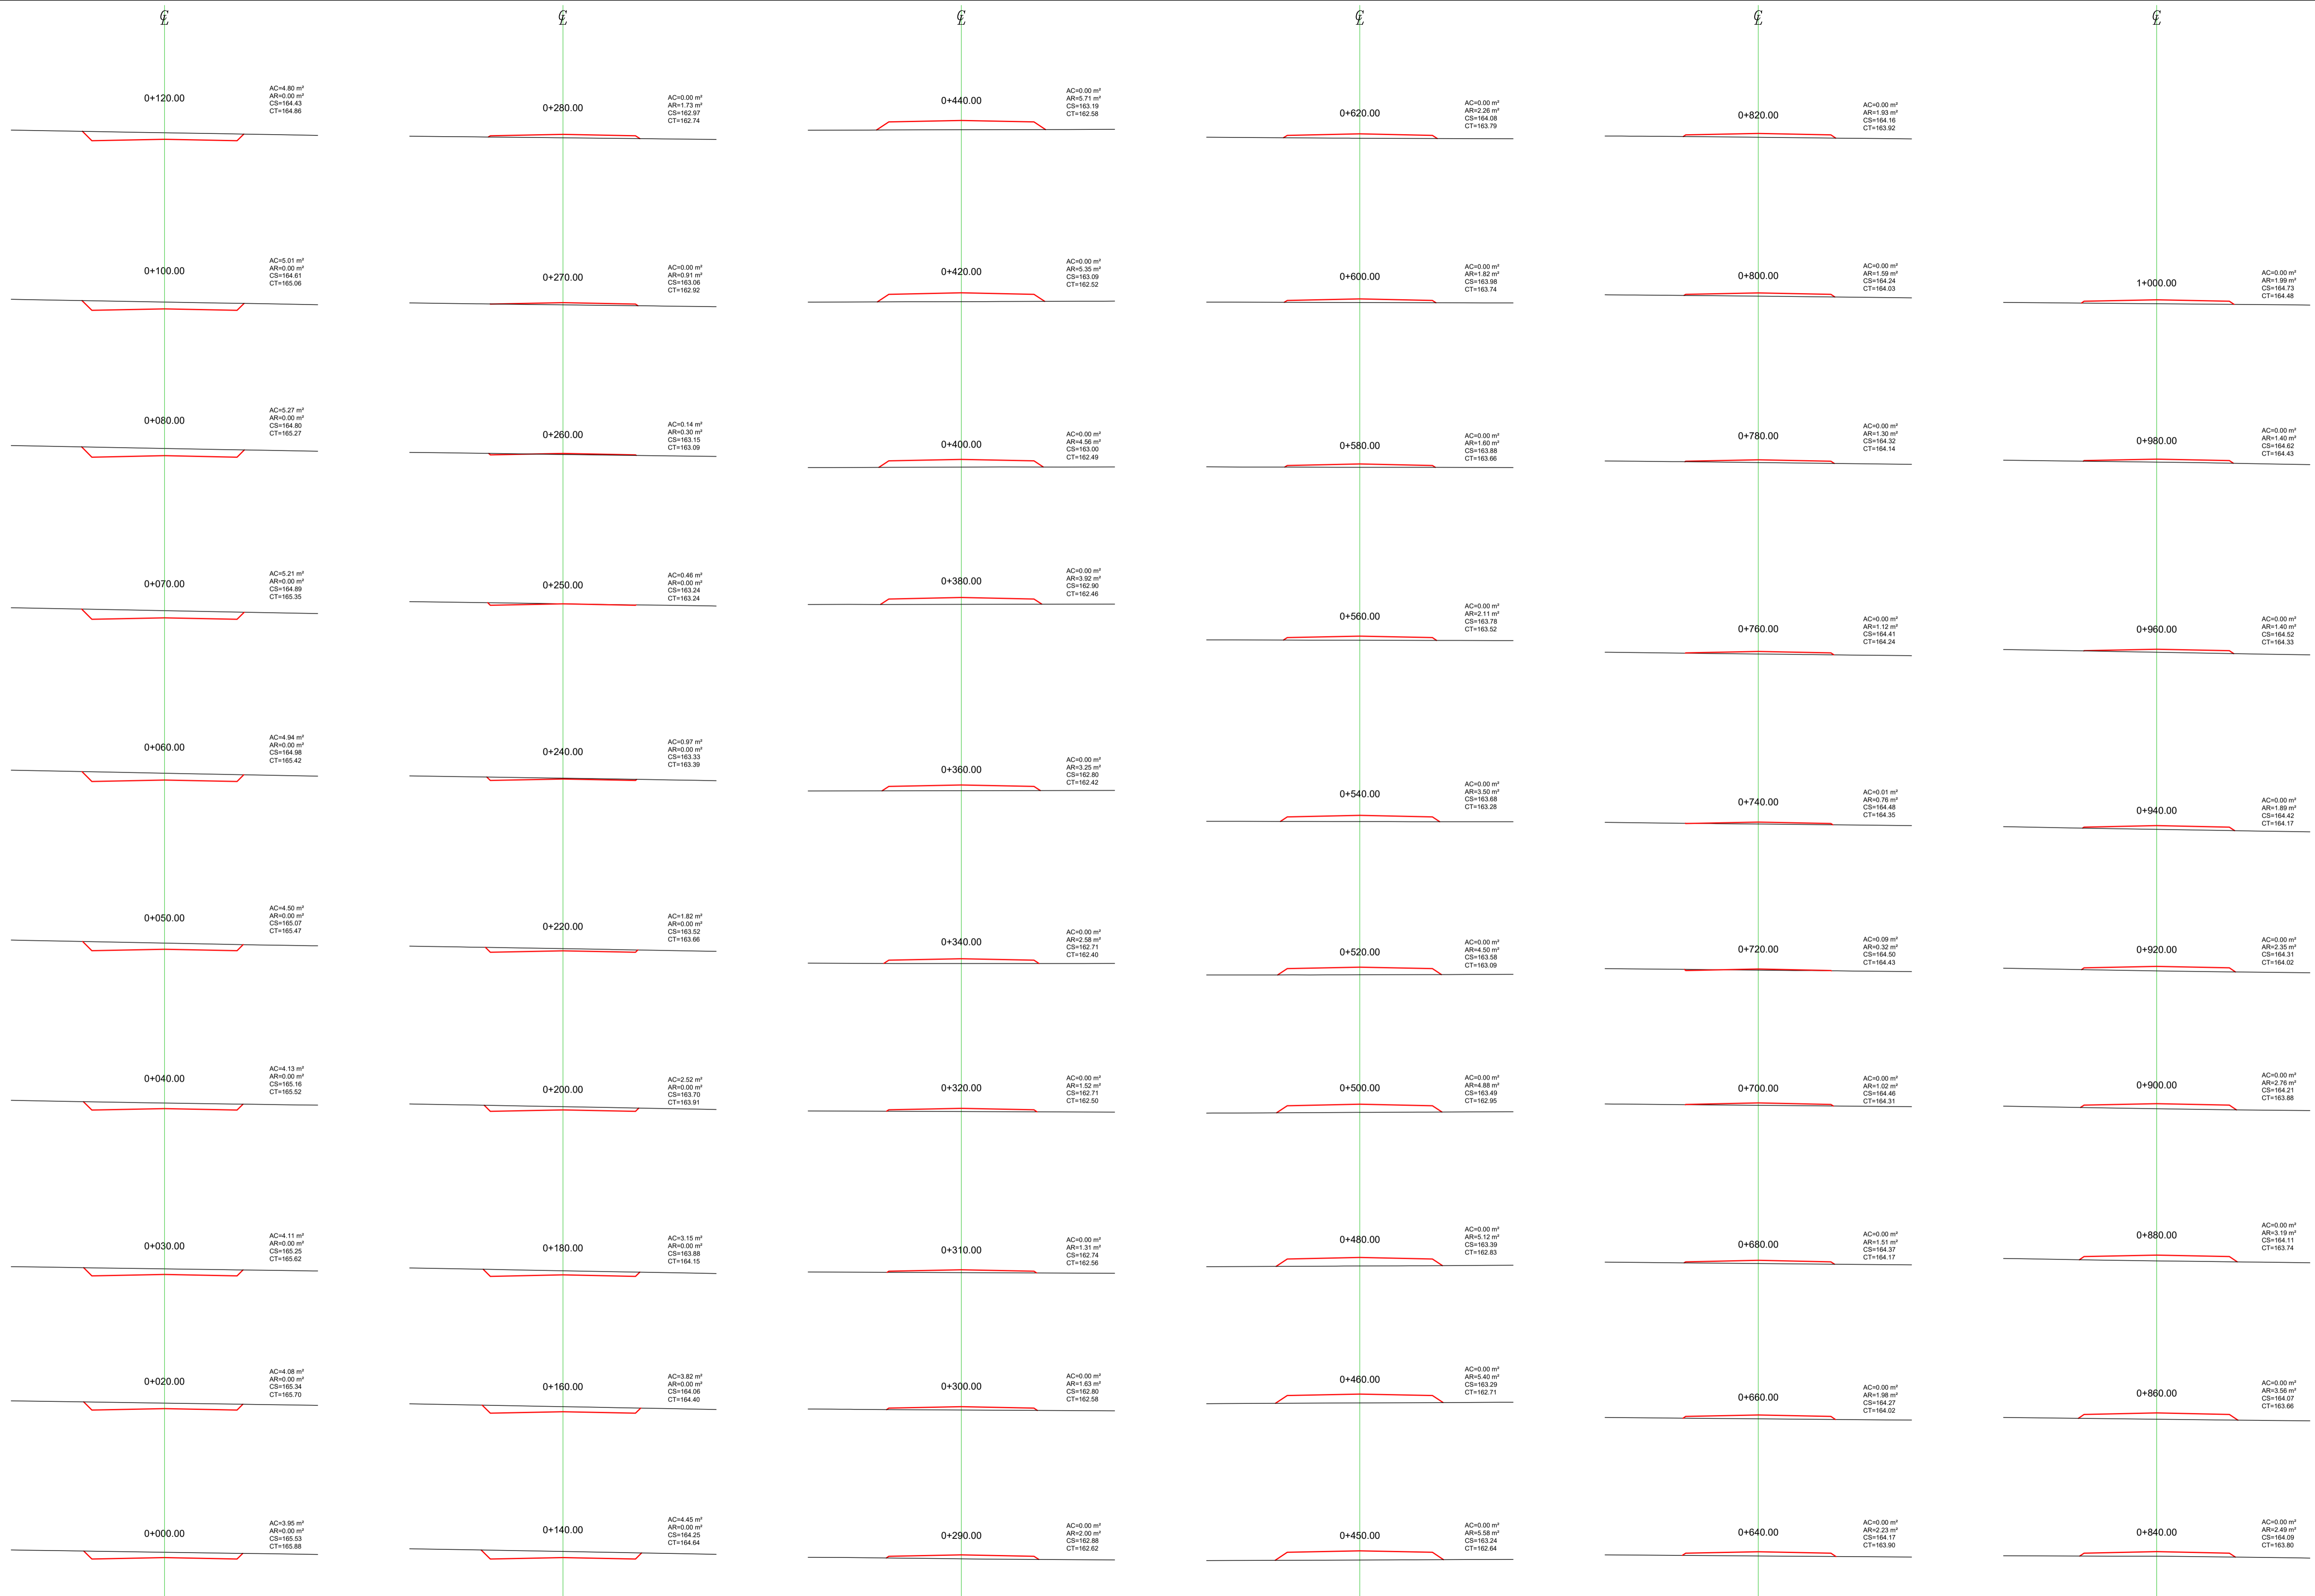 ℄
0+120.00
AC=4.80 m²
AR=0.00 m²
CS=164.43
CT=164.86
0+100.00
AC=5.01 m²
AR=0.00 m²
CS=164.61
CT=165.06
0+080.00
AC=5.27 m²
AR=0.00 m²
CS=164.80
CT=165.27
0+070.00
AC=5.21 m²
AR=0.00 m²
CS=164.89
CT=165.35
0+060.00
AC=4.94 m²
AR=0.00 m²
CS=164.98
CT=165.42
0+050.00
AC=4.50 m²
AR=0.00 m²
CS=165.07
CT=165.47
0+040.00
AC=4.13 m²
AR=0.00 m²
CS=165.16
CT=165.52
0+030.00
AC=4.11 m²
AR=0.00 m²
CS=165.25
CT=165.62
0+020.00
AC=4.08 m²
AR=0.00 m²
CS=165.34
CT=165.70
0+000.00
AC=3.95 m²
AR=0.00 m²
CS=165.53
CT=165.88
℄
0+280.00
AC=0.00 m²
AR=1.73 m²
CS=162.97
CT=162.74
0+270.00
AC=0.00 m²
AR=0.91 m²
CS=163.06
CT=162.92
0+260.00
AC=0.14 m²
AR=0.30 m²
CS=163.15
CT=163.09
0+250.00
AC=0.46 m²
AR=0.00 m²
CS=163.24
CT=163.24
0+240.00
AC=0.97 m²
AR=0.00 m²
CS=163.33
CT=163.39
0+220.00
AC=1.82 m²
AR=0.00 m²
CS=163.52
CT=163.66
0+200.00
AC=2.52 m²
AR=0.00 m²
CS=163.70
CT=163.91
0+180.00
AC=3.15 m²
AR=0.00 m²
CS=163.88
CT=164.15
0+160.00
AC=3.82 m²
AR=0.00 m²
CS=164.06
CT=164.40
0+140.00
AC=4.45 m²
AR=0.00 m²
CS=164.25
CT=164.64
℄
0+440.00
AC=0.00 m²
AR=5.71 m²
CS=163.19
CT=162.58
0+420.00
AC=0.00 m²
AR=5.35 m²
CS=163.09
CT=162.52
0+400.00
AC=0.00 m²
AR=4.56 m²
CS=163.00
CT=162.49
0+380.00
AC=0.00 m²
AR=3.92 m²
CS=162.90
CT=162.46
0+360.00
AC=0.00 m²
AR=3.25 m²
CS=162.80
CT=162.42
0+340.00
AC=0.00 m²
AR=2.58 m²
CS=162.71
CT=162.40
0+320.00
AC=0.00 m²
AR=1.52 m²
CS=162.71
CT=162.50
0+310.00
AC=0.00 m²
AR=1.31 m²
CS=162.74
CT=162.56
0+300.00
AC=0.00 m²
AR=1.63 m²
CS=162.80
CT=162.58
0+290.00
AC=0.00 m²
AR=2.00 m²
CS=162.88
CT=162.62
℄
0+620.00
AC=0.00 m²
AR=2.26 m²
CS=164.08
CT=163.79
0+600.00
AC=0.00 m²
AR=1.82 m²
CS=163.98
CT=163.74
0+580.00
AC=0.00 m²
AR=1.60 m²
CS=163.88
CT=163.66
0+560.00
AC=0.00 m²
AR=2.11 m²
CS=163.78
CT=163.52
0+540.00
AC=0.00 m²
AR=3.50 m²
CS=163.68
CT=163.28
0+520.00
AC=0.00 m²
AR=4.50 m²
CS=163.58
CT=163.09
0+500.00
AC=0.00 m²
AR=4.88 m²
CS=163.49
CT=162.95
0+480.00
AC=0.00 m²
AR=5.12 m²
CS=163.39
CT=162.83
0+460.00
AC=0.00 m²
AR=5.40 m²
CS=163.29
CT=162.71
0+450.00
AC=0.00 m²
AR=5.58 m²
CS=163.24
CT=162.64
℄
0+820.00
AC=0.00 m²
AR=1.93 m²
CS=164.16
CT=163.92
0+800.00
AC=0.00 m²
AR=1.59 m²
CS=164.24
CT=164.03
0+780.00
AC=0.00 m²
AR=1.30 m²
CS=164.32
CT=164.14
0+760.00
AC=0.00 m²
AR=1.12 m²
CS=164.41
CT=164.24
0+740.00
AC=0.01 m²
AR=0.76 m²
CS=164.48
CT=164.35
0+720.00
AC=0.09 m²
AR=0.32 m²
CS=164.50
CT=164.43
0+700.00
AC=0.00 m²
AR=1.02 m²
CS=164.46
CT=164.31
0+680.00
AC=0.00 m²
AR=1.51 m²
CS=164.37
CT=164.17
0+660.00
AC=0.00 m²
AR=1.98 m²
CS=164.27
CT=164.02
0+640.00
AC=0.00 m²
AR=2.23 m²
CS=164.17
CT=163.90
℄
1+000.00
AC=0.00 m²
AR=1.99 m²
CS=164.73
CT=164.48
0+980.00
AC=0.00 m²
AR=1.40 m²
CS=164.62
CT=164.43
0+960.00
AC=0.00 m²
AR=1.40 m²
CS=164.52
CT=164.33
0+940.00
AC=0.00 m²
AR=1.89 m²
CS=164.42
CT=164.17
0+920.00
AC=0.00 m²
AR=2.35 m²
CS=164.31
CT=164.02
0+900.00
AC=0.00 m²
AR=2.76 m²
CS=164.21
CT=163.88
0+880.00
AC=0.00 m²
AR=3.19 m²
CS=164.11
CT=163.74
0+860.00
AC=0.00 m²
AR=3.56 m²
CS=164.07
CT=163.66
0+840.00
AC=0.00 m²
AR=2.49 m²
CS=164.09
CT=163.80